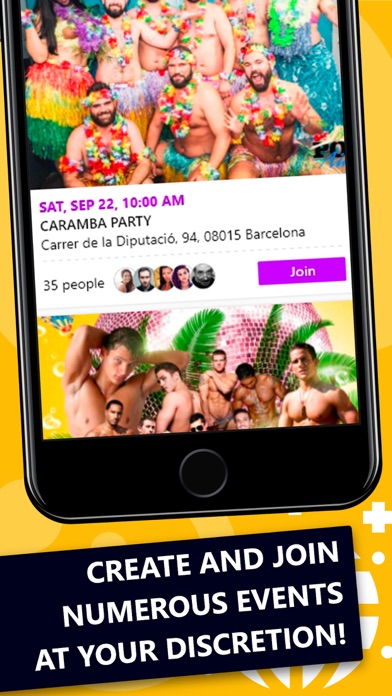 SAT, SEP 22, 10:00 AM
CARAMBA PARTY
Carrer de la Diputació, 94, 08015 Barcelona
35 people
Join
CREATE AND JOIN
NUMEROUS EVENTS
AT YOUR DISCRETION!